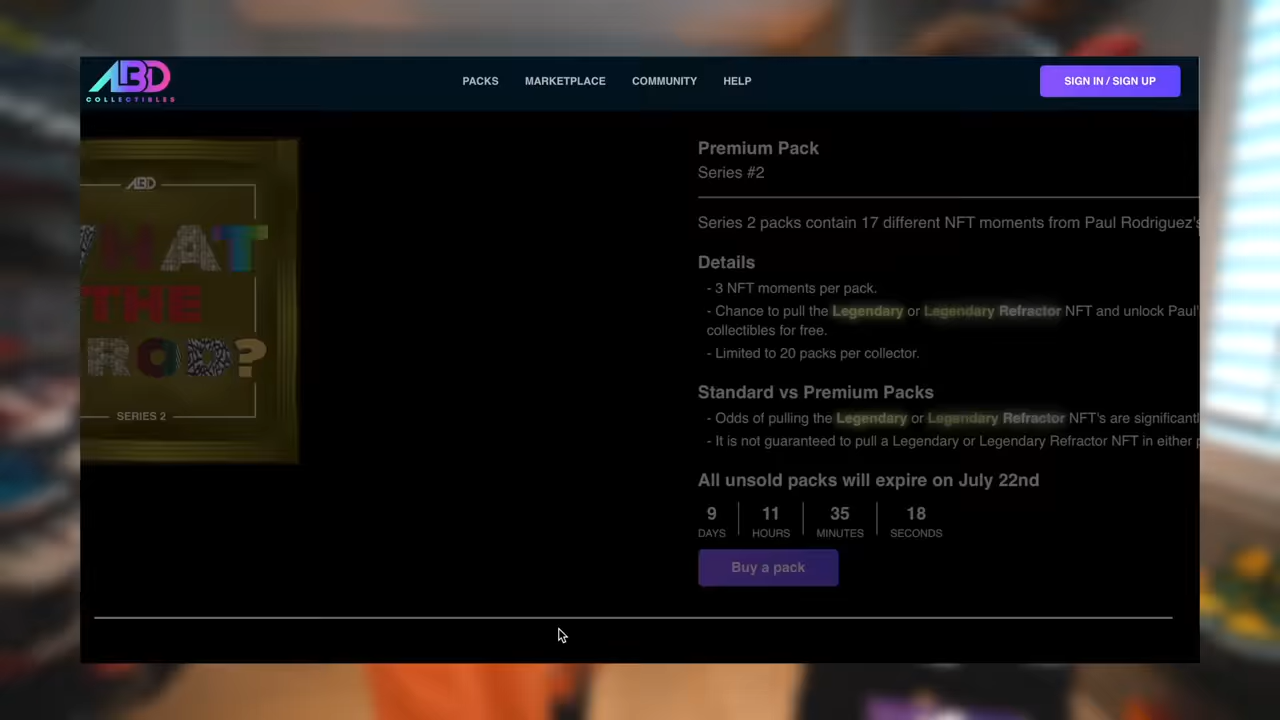 ABD
COLLECTIBLES
PACKS
MARKETPLACE
COMMUNITY
HELP
SIGN IN / SIGN UP
ABD
WHAT
THE
ROD?
SERIES 2
Premium Pack
Series #2
Series 2 packs contain 17 different NFT moments from Paul Rodriguez's
Details
- 3 NFT moments per pack.
- Chance to pull the Legendary or Legendary Refractor NFT and unlock Paul'
collectibles for free.
- Limited to 20 packs per collector.
Standard vs Premium Packs
- Odds of pulling the Legendary or Legendary Refractor NFT's are significantl
- It is not guaranteed to pull a Legendary or Legendary Refractor NFT in either
All unsold packs will expire on July 22nd
9 11 35 18
DAYS HOURS MINUTES SECONDS
Buy a pack